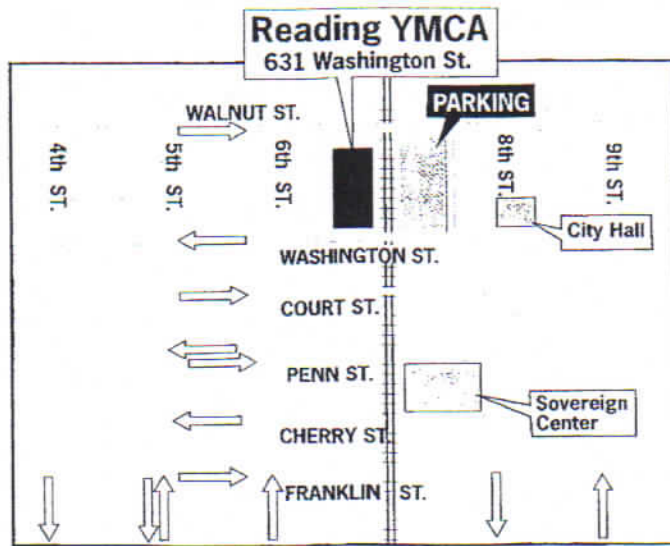 Reading YMCA
631 Washington St.
PARKING
WALNUT ST.
4th ST.
5th ST.
6th ST.
8th ST.
9th ST.
City Hall
WASHINGTON ST.
COURT ST.
PENN ST.
Sovereign
Center
CHERRY ST.
FRANKLIN ST.